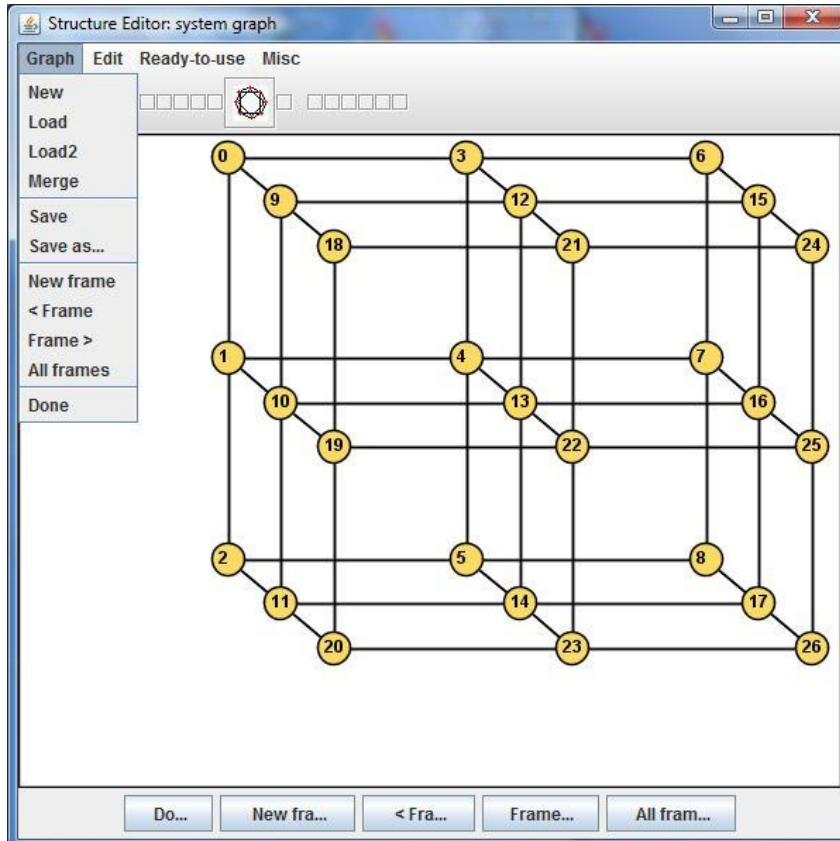 Structure Editor: system graph
Graph Edit Ready-to-use Misc
New
Load
Load2
Merge
Save
Save as...
New frame
< Frame
Frame >
All frames
Done
0 3 6
9 12 15
18 21 24
1 4 7
10 13 16
19 22 25
2 5 8
11 14 17
20 23 26
Do... New fra... < Fra... Frame... All fram...